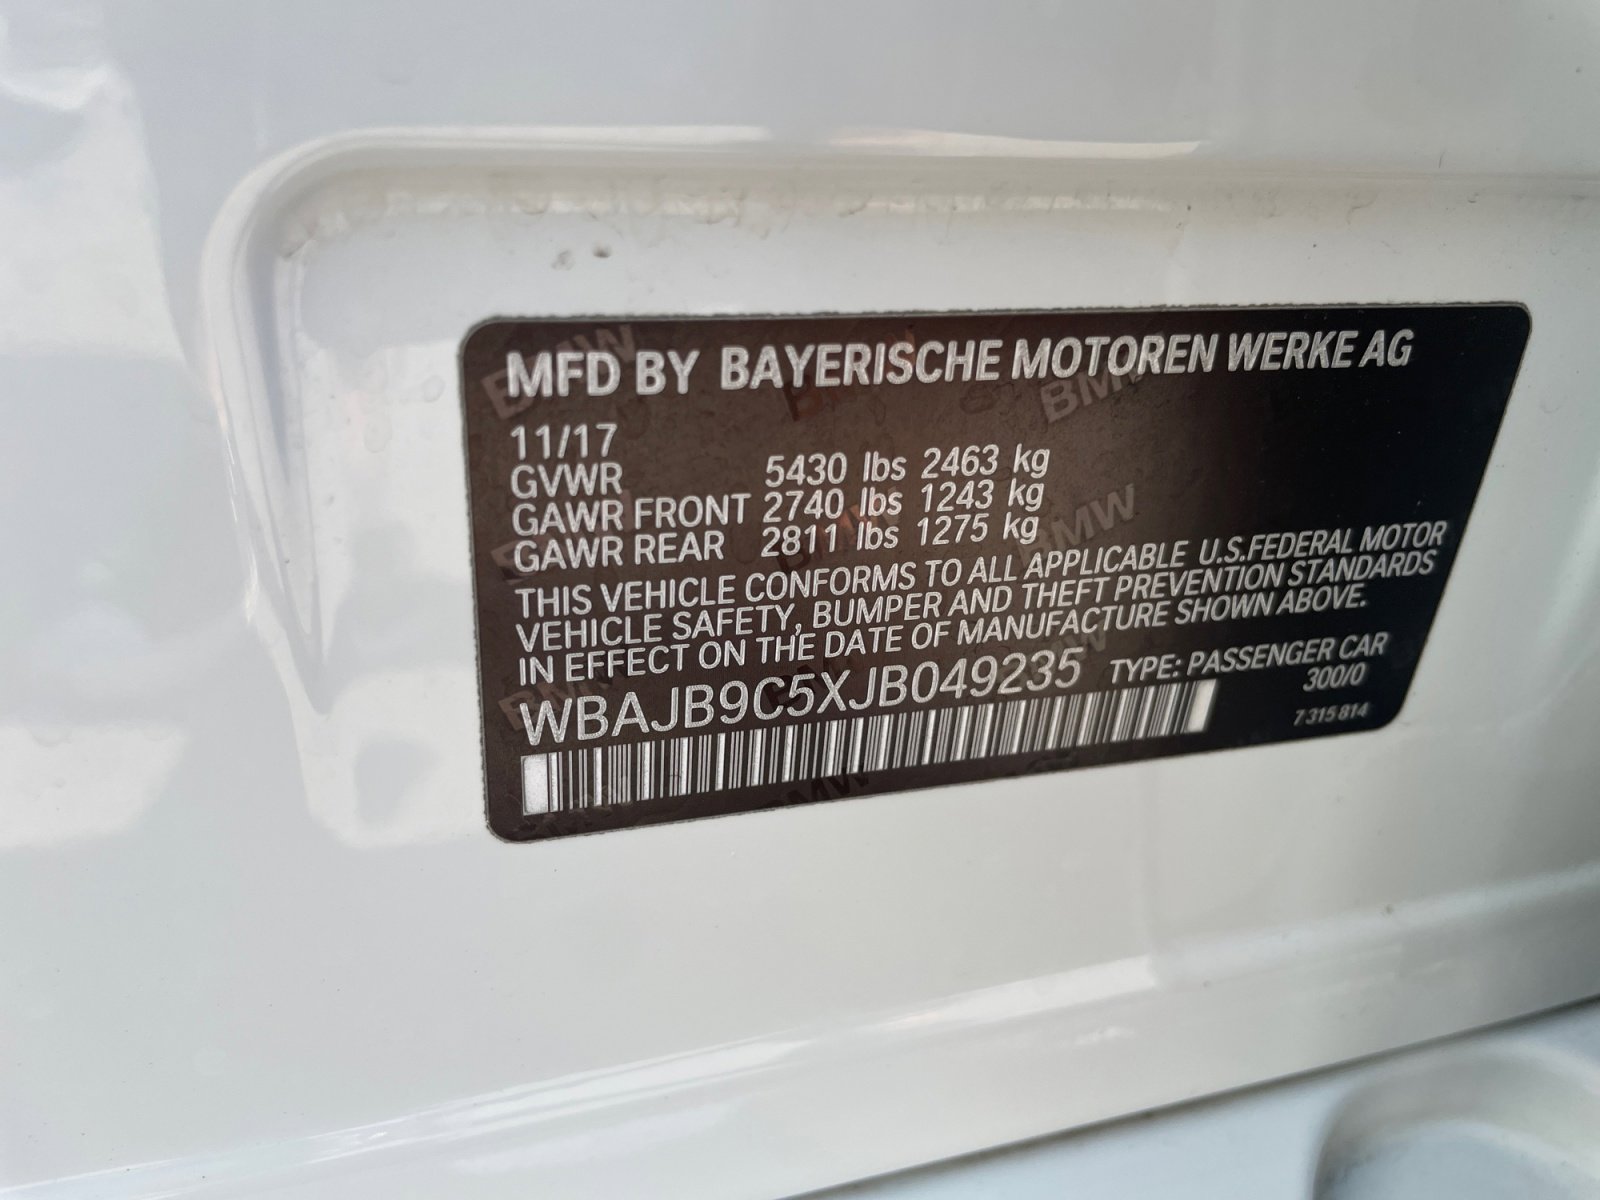 MFD BY BAYERISCHE MOTOREN WERKE AG
11/17
GVWR 5430 lbs 2463 kg
GAWR FRONT 2740 lbs 1243 kg
GAWR REAR 2811 lbs 1275 kg
THIS VEHICLE CONFORMS TO ALL APPLICABLE U.S.FEDERAL MOTOR
VEHICLE SAFETY, BUMPER AND THEFT PREVENTION STANDARDS
IN EFFECT ON THE DATE OF MANUFACTURE SHOWN ABOVE.
WBAJB9C5XJB049235 TYPE: PASSENGER CAR
300/0
7 315 814